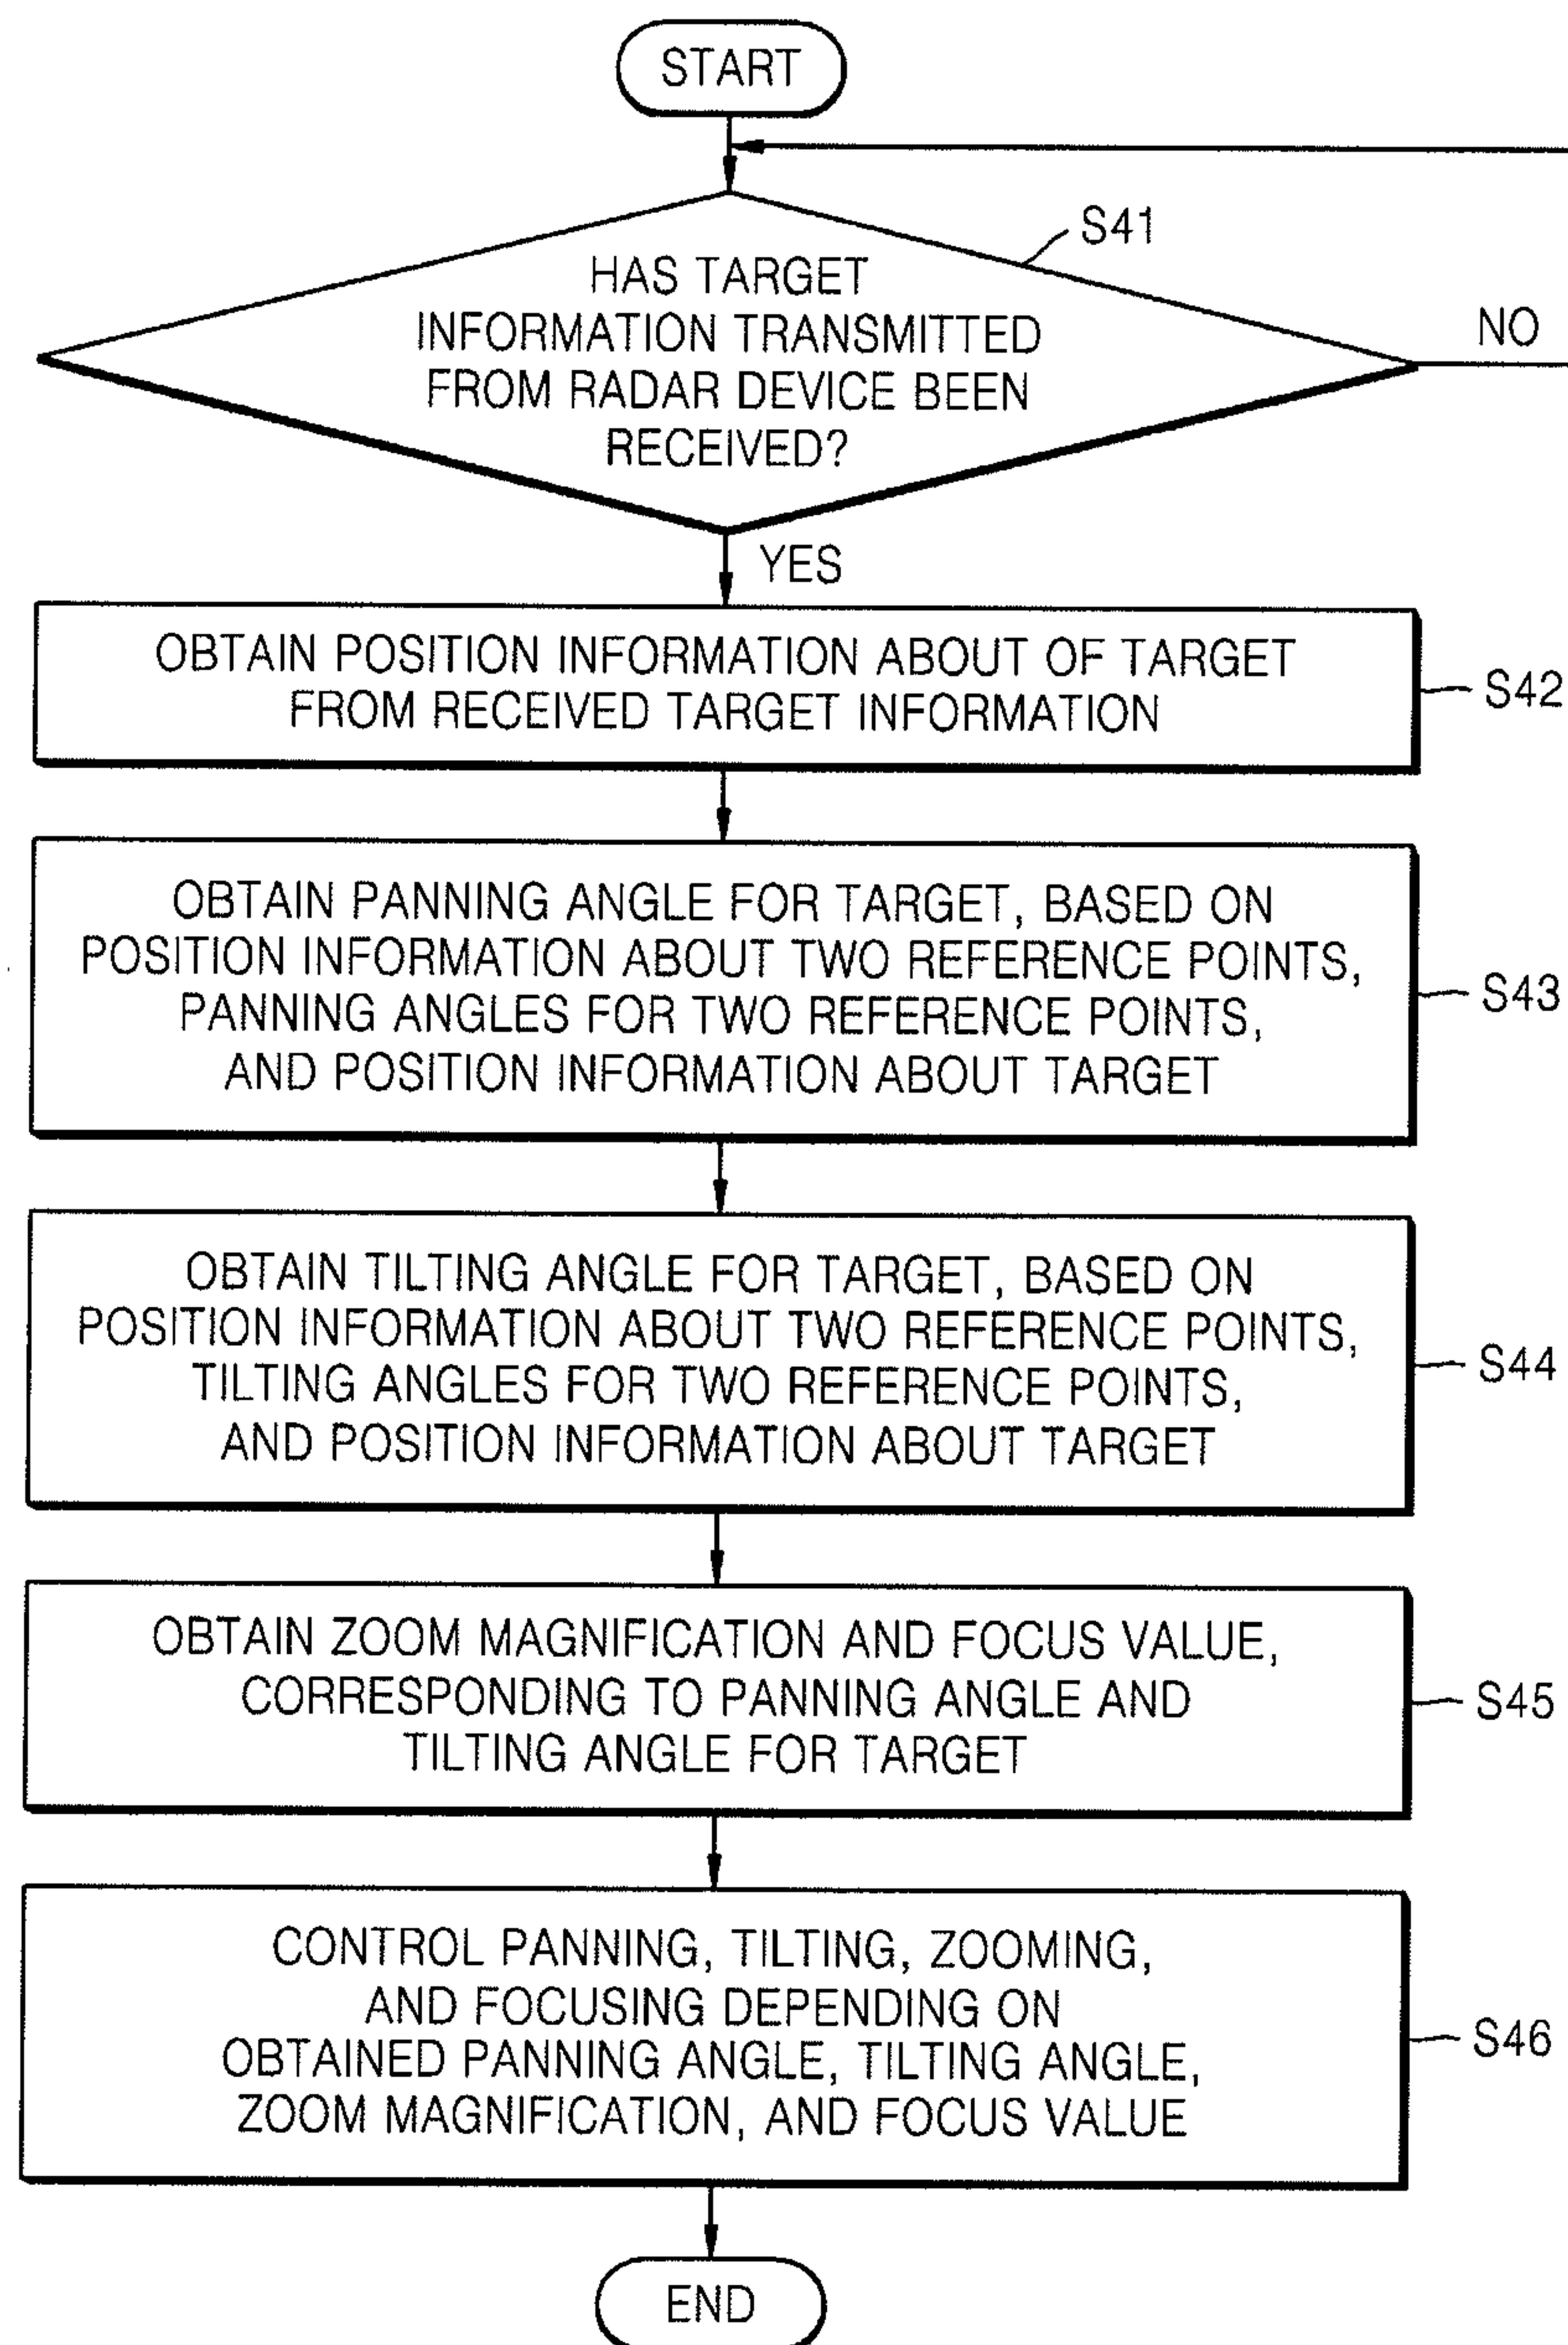 START
S41
HAS TARGET
INFORMATION TRANSMITTED
FROM RADAR DEVICE BEEN
RECEIVED?
NO
YES
OBTAIN POSITION INFORMATION ABOUT OF TARGET
FROM RECEIVED TARGET INFORMATION
S42
OBTAIN PANNING ANGLE FOR TARGET, BASED ON
POSITION INFORMATION ABOUT TWO REFERENCE POINTS,
PANNING ANGLES FOR TWO REFERENCE POINTS,
AND POSITION INFORMATION ABOUT TARGET
S43
OBTAIN TILTING ANGLE FOR TARGET, BASED ON
POSITION INFORMATION ABOUT TWO REFERENCE POINTS,
TILTING ANGLES FOR TWO REFERENCE POINTS,
AND POSITION INFORMATION ABOUT TARGET
S44
OBTAIN ZOOM MAGNIFICATION AND FOCUS VALUE,
CORRESPONDING TO PANNING ANGLE AND
TILTING ANGLE FOR TARGET
S45
CONTROL PANNING, TILTING, ZOOMING,
AND FOCUSING DEPENDING ON
OBTAINED PANNING ANGLE, TILTING ANGLE,
ZOOM MAGNIFICATION, AND FOCUS VALUE
S46
END